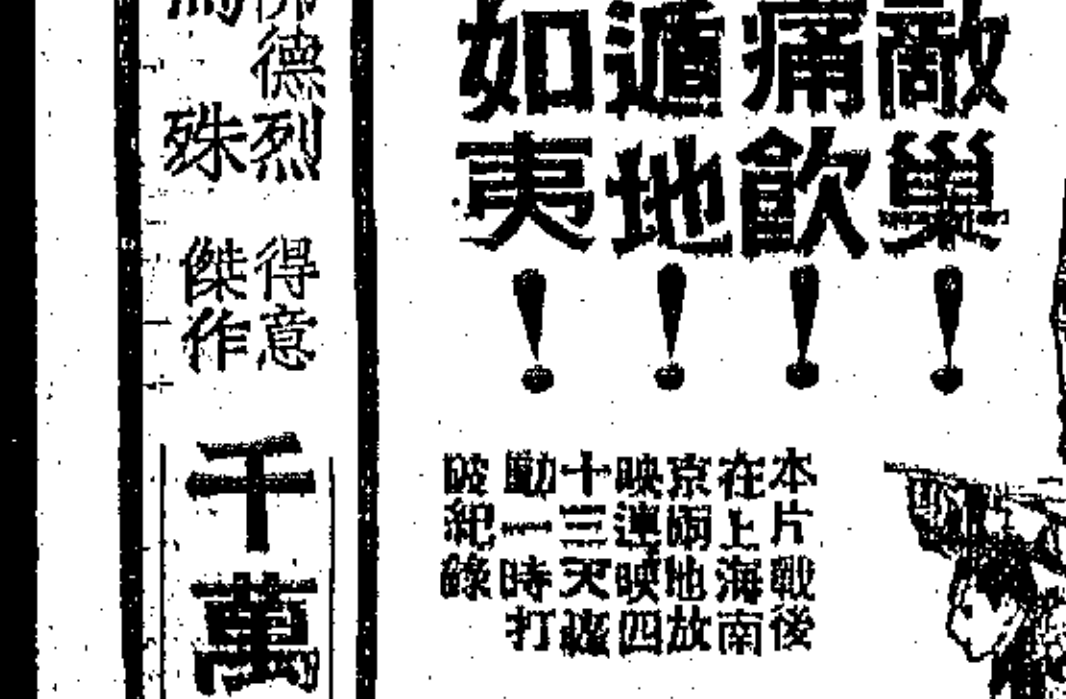 敵巢！
痛飲！
遁地！
如夷！
本片戰後
在上海南
京兩地放
映連映四
十三天轟
動一時打
破紀錄
德烈
得意
殊
傑作
千萬